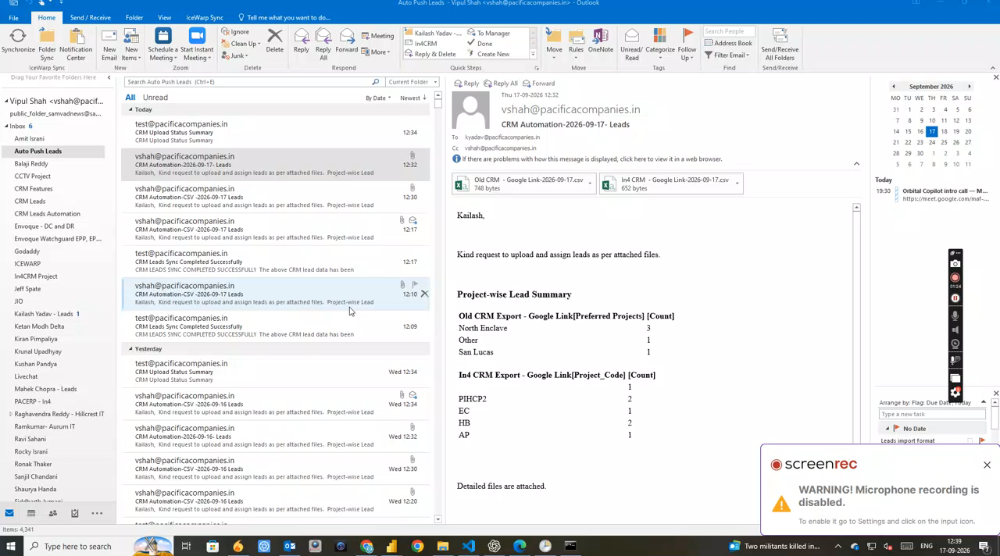 Auto Push Leads - Vipul Shah <vshah@pacificacompanies.in> - Outlook
File
Home
Send / Receive
Folder
View
IceWarp Sync
Tell me what you want to do...
Synchronize
Folder Sync
Notification Center
IceWarp Sync
New Email
New Items
New
Schedule a Meeting
Start Instant Meeting
Zoom
Ignore
Clean Up
Junk
Delete
Delete
Reply
Reply All
Forward
Meeting
More
Respond
Kailash Yadav -...
In4CRM
Reply & Delete
To Manager
Done
Create New
Quick Steps
Move
Rules
OneNote
Move
Unread/ Read
Categorize
Follow Up
Tags
Search People
Address Book
Filter Email
Find
Send/Receive All Folders
Send/Receive
Drag Your Favorite Folders Here
Vipul Shah <vshah@pacif...
public_folder_samvadnews@sa...
Inbox 6
Amit Israni
Auto Push Leads
Balaji Reddy
CCTV Project
CRM Features
CRM Leads
CRM Leads Automation
Envoque - DC and DR
Envoque Watchguard EPP, EP...
Godaddy
ICEWARP
In4CRM Project
Jeff Spate
JIO
Kailash Yadav - Leads 1
Ketan Modh Delta
Kiran Pimpaliya
Krunal Upadhyay
Kushan Pandya
Livechat
Mahek Chopra - Leads
PACERP - In4
Raghavendra Reddy - Hillcrest IT
Ramkumar- Aurum IT
Ravi Sahani
Rocky Israni
Ronak Thaker
Sanjil Chandani
Shaurya Handa
Siddharth Jumani
Items: 4,341
Search Auto Push Leads (Ctrl+E)
Current Folder
All Unread
By Date Newest
Today
test@pacificacompanies.in
CRM Upload Status Summary 12:34
CRM Upload Status Summary
vshah@pacificacompanies.in
CRM Automation-2026-09-17- Leads 12:32
Kailash, Kind request to upload and assign leads as per attached files. Project-wise Lead
vshah@pacificacompanies.in
CRM Automation-2026-09-17 Leads 12:30
Kailash, Kind request to upload and assign leads as per attached files. Project-wise Lead
vshah@pacificacompanies.in
CRM Automation-CSV -2026-09-17 Leads 12:17
Kailash, Kind request to upload and assign leads as per attached files. Project-wise Lead
test@pacificacompanies.in
CRM Leads Sync Completed Successfully 12:17
CRM LEADS SYNC COMPLETED SUCCESSFULLY The above CRM lead data has been
vshah@pacificacompanies.in
CRM Automation-CSV -2026-09-17 Leads 12:10
Kailash, Kind request to upload and assign leads as per attached files. Project-wise Lead
test@pacificacompanies.in
CRM Leads Sync Completed Successfully 12:09
CRM LEADS SYNC COMPLETED SUCCESSFULLY The above CRM lead data has been
Yesterday
test@pacificacompanies.in
CRM Upload Status Summary Wed 12:34
CRM Upload Status Summary
vshah@pacificacompanies.in
CRM Automation-CSV -2026-09-16 Leads Wed 12:34
Kailash, Kind request to upload and assign leads as per attached files. Project-wise Lead
vshah@pacificacompanies.in
CRM Automation-2026-09-16- Leads Wed 12:32
Kailash, Kind request to upload and assign leads as per attached files. Project-wise Lead
vshah@pacificacompanies.in
CRM Automation-2026-09-16 Leads Wed 12:30
Kailash, Kind request to upload and assign leads as per attached files. Project-wise Lead
vshah@pacificacompanies.in
CRM Automation-CSV -2026-09-16 Leads Wed 12:20
Kailash, Kind request to upload and assign leads as per attached files. Project-wise Lead
Reply Reply All Forward
Thu 17-09-2026 12:32
vshah@pacificacompanies.in
CRM Automation-2026-09-17- Leads
To kyadav@pacificacompanies.in
Cc vshah@pacificacompanies.in
If there are problems with how this message is displayed, click here to view it in a web browser.
Old CRM - Google Link-2026-09-17.csv
748 bytes
In4 CRM - Google Link-2026-09-17.csv
652 bytes
Kailash,
Kind request to upload and assign leads as per attached files.
Project-wise Lead Summary
Old CRM Export - Google Link[Preferred Projects] [Count]
North Enclave 3
Other 1
San Lucas 1
In4 CRM Export - Google Link[Project_Code] [Count]
1
PIHCP2 2
EC 1
HB 2
AP 1
Detailed files are attached.
September 2026
MO TU WE TH FR SA SU
31 1 2 3 4 5 6
7 8 9 10 11 12 13
14 15 16 17 18 19 20
21 22 23 24 25 26 27
28 29 30 1 2 3 4
5 6 7 8 9 10 11
Today
19:30 Orbital Copilot intro call — M...
https://meet.google.com/maf-...
01:24
Arrange by: Flag: Due Date Today
Type a new task
No Date
Leads import format
screenrec
WARNING! Microphone recording is disabled.
To enable it go to Settings and click on the input icon.
Type here to search
Two militants killed in...
ENG
12:39
17-09-2026